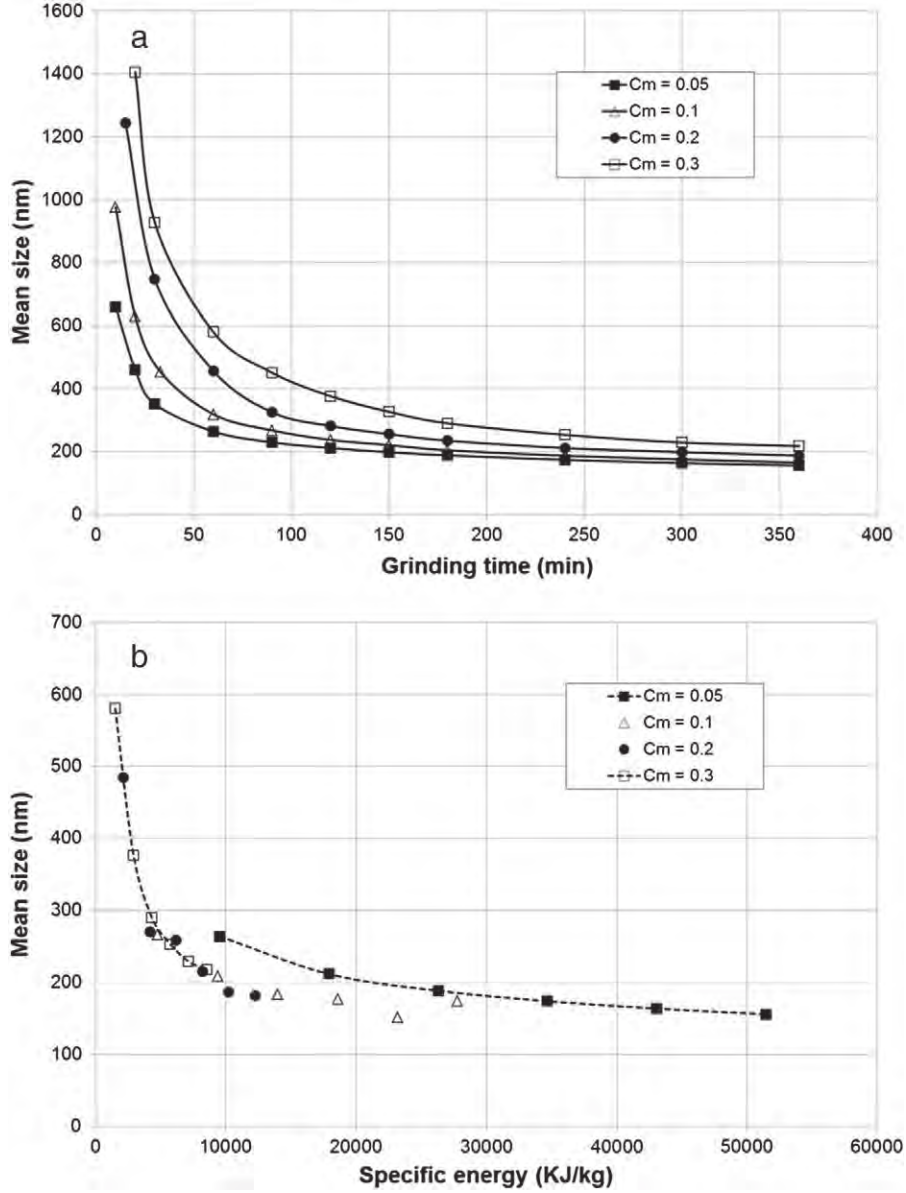 1600
a
1400
Cm = 0.05
1200
Cm = 0.1
Cm = 0.2
1000
Cm = 0.3
800
600
400
200
0
Mean size (nm)
0 50 100 150 200 250 300 350 400
Grinding time (min)
700
b
600
Cm = 0.05
Cm = 0.1
500
Cm = 0.2
Cm = 0.3
400
300
200
100
0
Mean size (nm)
0 10000 20000 30000 40000 50000 60000
Specific energy (KJ/kg)